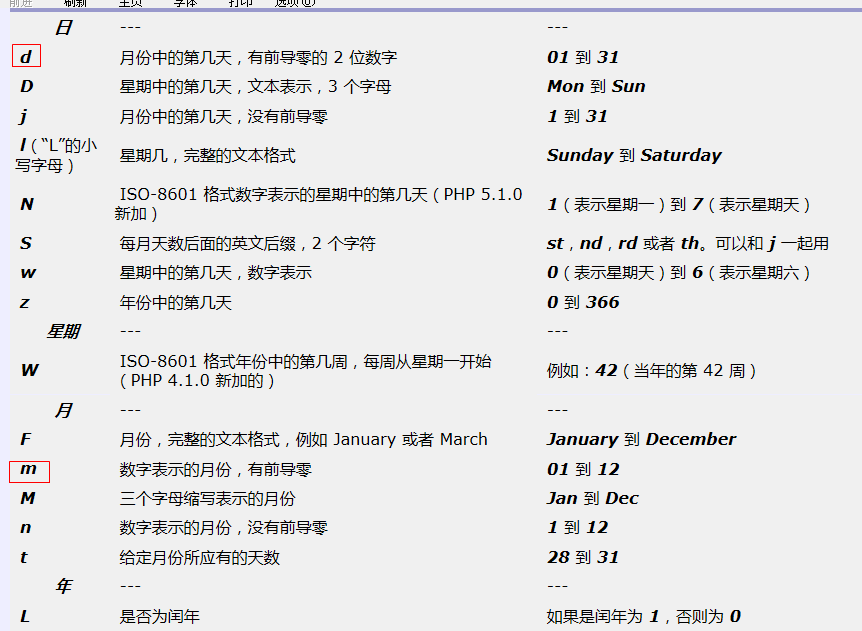 前进 刷新 主页 字体 打印 选项(O)
日 --- ---
d 月份中的第几天，有前导零的 2 位数字 01 到 31
D 星期中的第几天，文本表示，3 个字母 Mon 到 Sun
j 月份中的第几天，没有前导零 1 到 31
l（“L”的小
写字母） 星期几，完整的文本格式 Sunday 到 Saturday
N ISO-8601 格式数字表示的星期中的第几天（PHP 5.1.0
新加） 1（表示星期一）到 7（表示星期天）
S 每月天数后面的英文后缀，2 个字符 st，nd，rd 或者 th。可以和 j 一起用
w 星期中的第几天，数字表示 0（表示星期天）到 6（表示星期六）
z 年份中的第几天 0 到 366
星期 --- ---
W ISO-8601 格式年份中的第几周，每周从星期一开始
（PHP 4.1.0 新加的） 例如：42（当年的第 42 周）
月 --- ---
F 月份，完整的文本格式，例如 January 或者 March January 到 December
m 数字表示的月份，有前导零 01 到 12
M 三个字母缩写表示的月份 Jan 到 Dec
n 数字表示的月份，没有前导零 1 到 12
t 给定月份所应有的天数 28 到 31
年 --- ---
L 是否为闰年 如果是闰年为 1，否则为 0